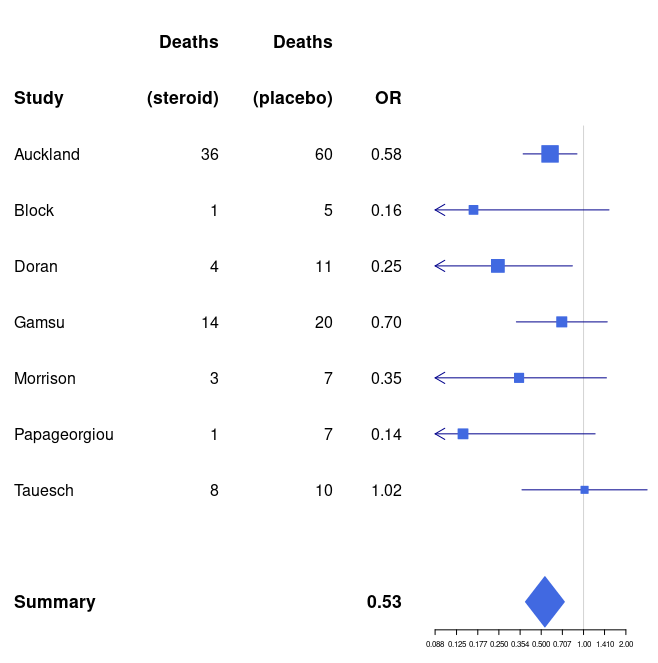 Deaths Deaths
Study (steroid) (placebo) OR
Auckland 36 60 0.58
Block 1 5 0.16
Doran 4 11 0.25
Gamsu 14 20 0.70
Morrison 3 7 0.35
Papageorgiou 1 7 0.14
Tauesch 8 10 1.02
Summary 0.53
0.088 0.125 0.177 0.250 0.354 0.500 0.707 1.00 1.410 2.00